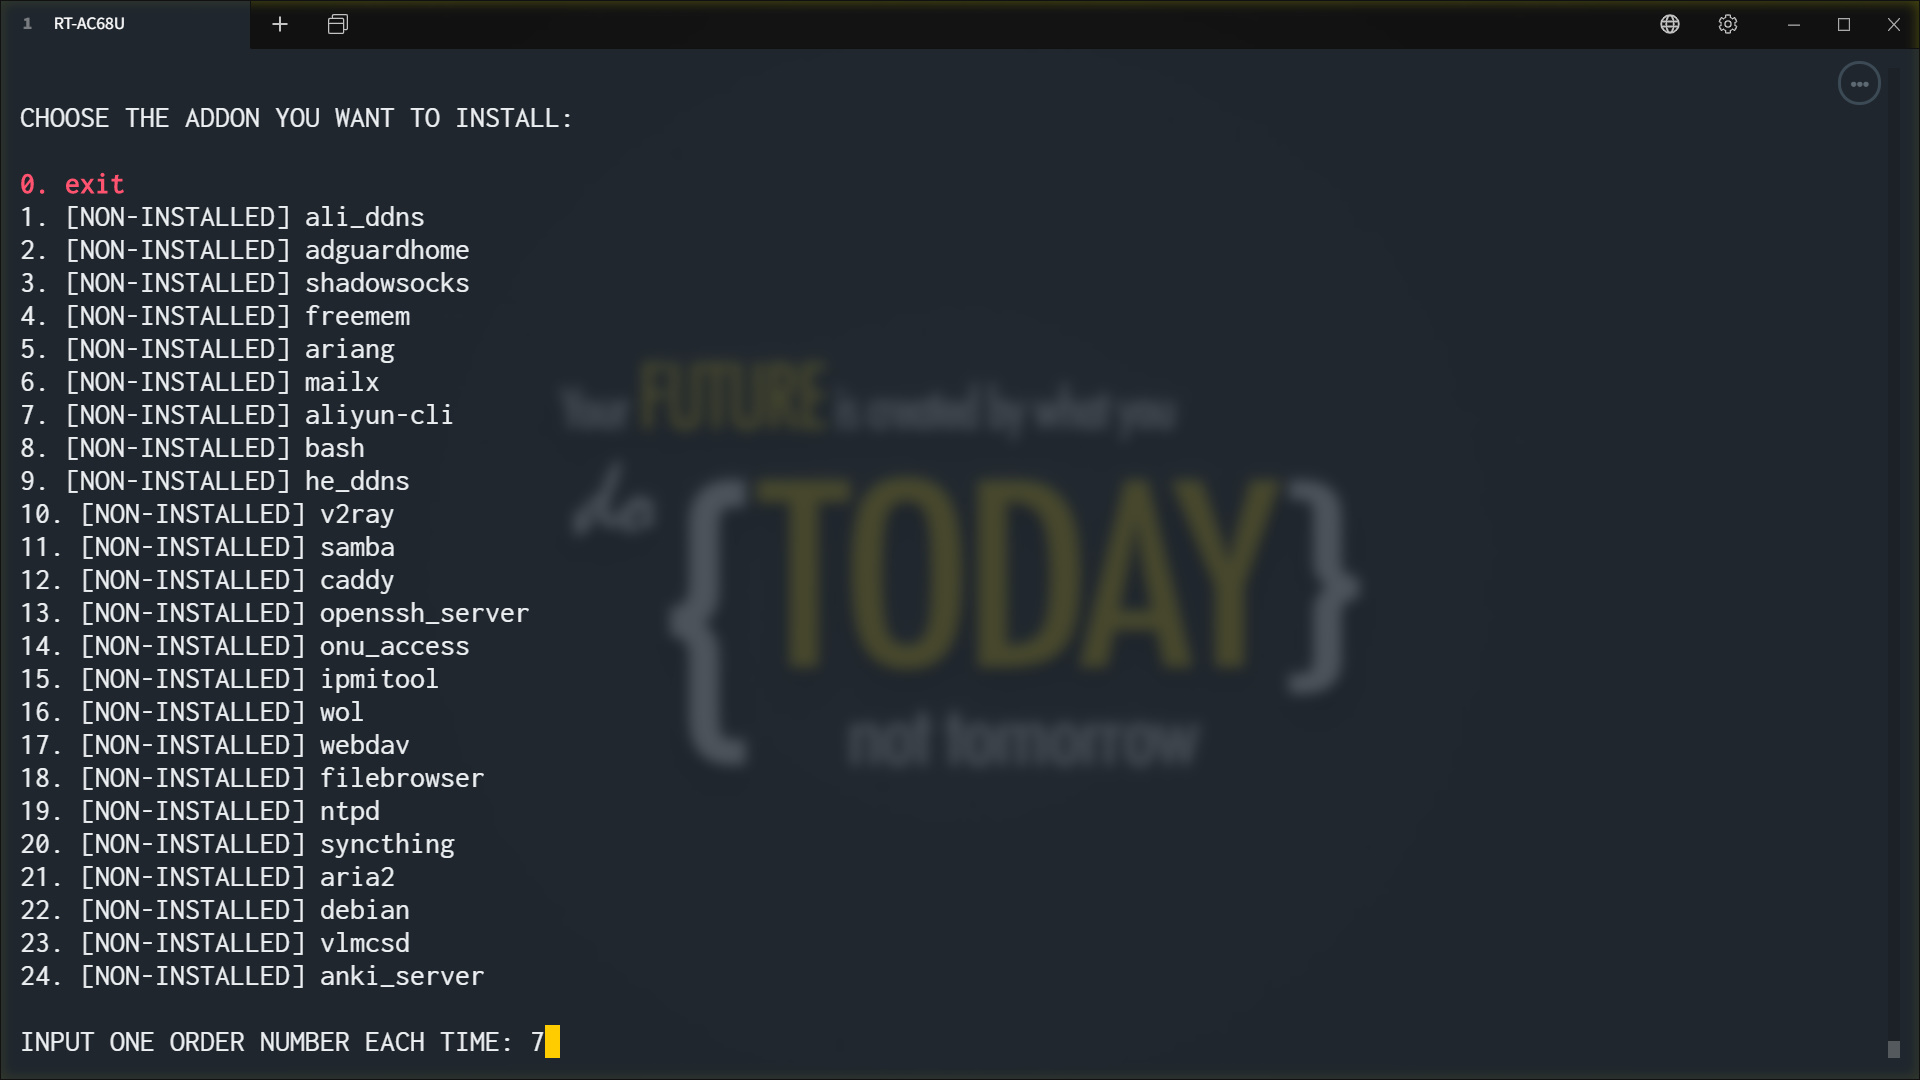 1 RT-AC68U
CHOOSE THE ADDON YOU WANT TO INSTALL:
0. exit
1. [NON-INSTALLED] ali_ddns
2. [NON-INSTALLED] adguardhome
3. [NON-INSTALLED] shadowsocks
4. [NON-INSTALLED] freemem
5. [NON-INSTALLED] ariang
6. [NON-INSTALLED] mailx
7. [NON-INSTALLED] aliyun-cli
8. [NON-INSTALLED] bash
9. [NON-INSTALLED] he_ddns
10. [NON-INSTALLED] v2ray
11. [NON-INSTALLED] samba
12. [NON-INSTALLED] caddy
13. [NON-INSTALLED] openssh_server
14. [NON-INSTALLED] onu_access
15. [NON-INSTALLED] ipmitool
16. [NON-INSTALLED] wol
17. [NON-INSTALLED] webdav
18. [NON-INSTALLED] filebrowser
19. [NON-INSTALLED] ntpd
20. [NON-INSTALLED] syncthing
21. [NON-INSTALLED] aria2
22. [NON-INSTALLED] debian
23. [NON-INSTALLED] vlmcsd
24. [NON-INSTALLED] anki_server
INPUT ONE ORDER NUMBER EACH TIME: 7
Your FUTURE is created by what you
do {TODAY}
not tomorrow